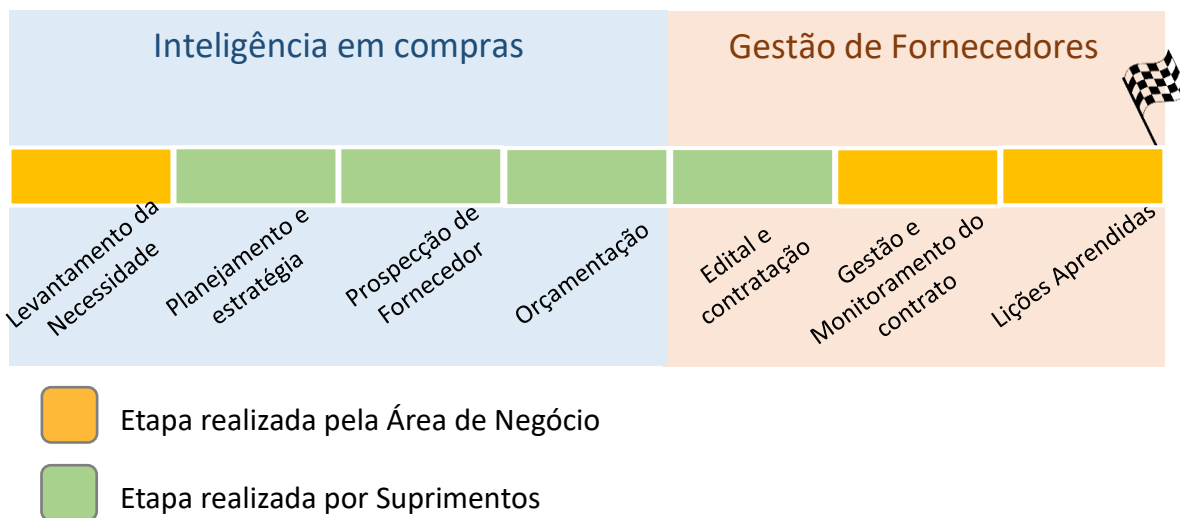 Inteligência em compras
Gestão de Fornecedores
Levantamento da
Necessidade
Planejamento e
estratégia
Prospecção de
Fornecedor
Orçamentação
Edital e
contratação
Gestão e
Monitoramento do
contrato
Lições Aprendidas
Etapa realizada pela Área de Negócio
Etapa realizada por Suprimentos